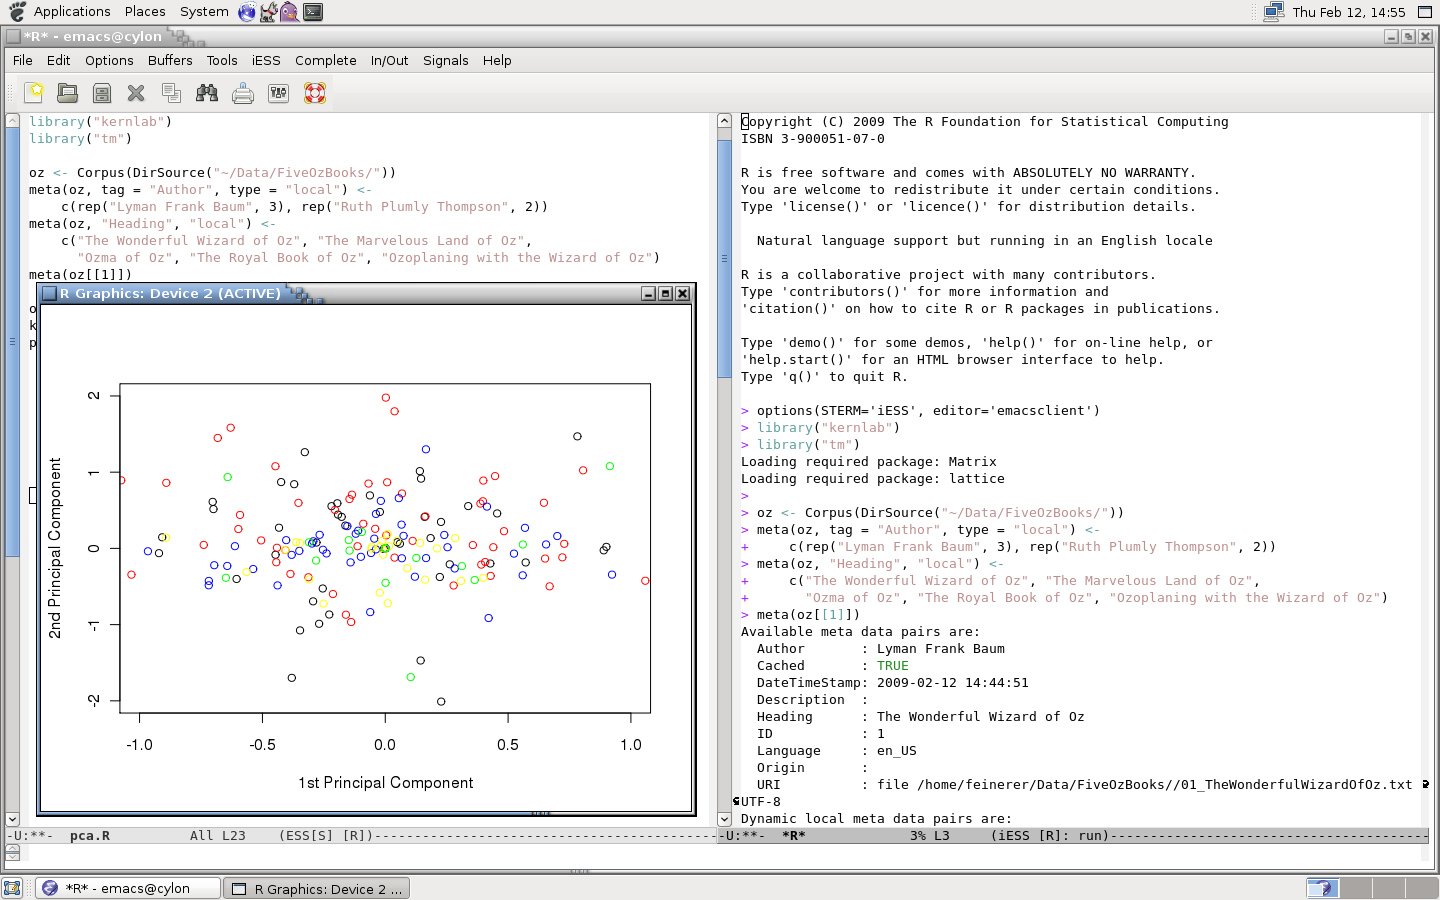 Applications Places System
Thu Feb 12, 14:55
*R* - emacs@cylon
File Edit Options Buffers Tools iESS Complete In/Out Signals Help
library("kernlab")
library("tm")
oz <- Corpus(DirSource("~/Data/FiveOzBooks/"))
meta(oz, tag = "Author", type = "local") <-
c(rep("Lyman Frank Baum", 3), rep("Ruth Plumly Thompson", 2))
meta(oz, "Heading", "local") <-
c("The Wonderful Wizard of Oz", "The Marvelous Land of Oz",
"Ozma of Oz", "The Royal Book of Oz", "Ozoplaning with the Wizard of Oz")
meta(oz[[1]])
o
k
p
R Graphics: Device 2 (ACTIVE)
2
1
0
-1
-2
2nd Principal Component
-1.0 -0.5 0.0 0.5 1.0
1st Principal Component
-U:**- pca.R All L23 (ESS[S] [R])
Copyright (C) 2009 The R Foundation for Statistical Computing
ISBN 3-900051-07-0
R is free software and comes with ABSOLUTELY NO WARRANTY.
You are welcome to redistribute it under certain conditions.
Type 'license()' or 'licence()' for distribution details.
Natural language support but running in an English locale
R is a collaborative project with many contributors.
Type 'contributors()' for more information and
'citation()' on how to cite R or R packages in publications.
Type 'demo()' for some demos, 'help()' for on-line help, or
'help.start()' for an HTML browser interface to help.
Type 'q()' to quit R.
> options(STERM='iESS', editor='emacsclient')
> library("kernlab")
> library("tm")
Loading required package: Matrix
Loading required package: lattice
>
> oz <- Corpus(DirSource("~/Data/FiveOzBooks/"))
> meta(oz, tag = "Author", type = "local") <-
+ c(rep("Lyman Frank Baum", 3), rep("Ruth Plumly Thompson", 2))
> meta(oz, "Heading", "local") <-
+ c("The Wonderful Wizard of Oz", "The Marvelous Land of Oz",
+ "Ozma of Oz", "The Royal Book of Oz", "Ozoplaning with the Wizard of Oz")
> meta(oz[[1]])
Available meta data pairs are:
Author : Lyman Frank Baum
Cached : TRUE
DateTimeStamp: 2009-02-12 14:44:51
Description :
Heading : The Wonderful Wizard of Oz
ID : 1
Language : en_US
Origin :
URI : file /home/feinerer/Data/FiveOzBooks//01_TheWonderfulWizardOfOz.txt
UTF-8
Dynamic local meta data pairs are:
-U:**- *R* 3% L3 (iESS [R]: run)
*R* - emacs@cylon
R Graphics: Device 2 ...